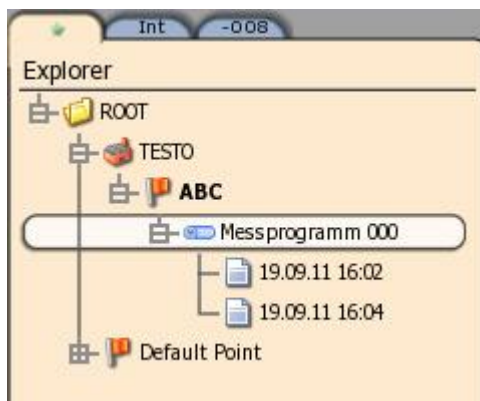 Int -008
Explorer
ROOT
TESTO
ABC
Messprogramm 000
19.09.11 16:02
19.09.11 16:04
Default Point